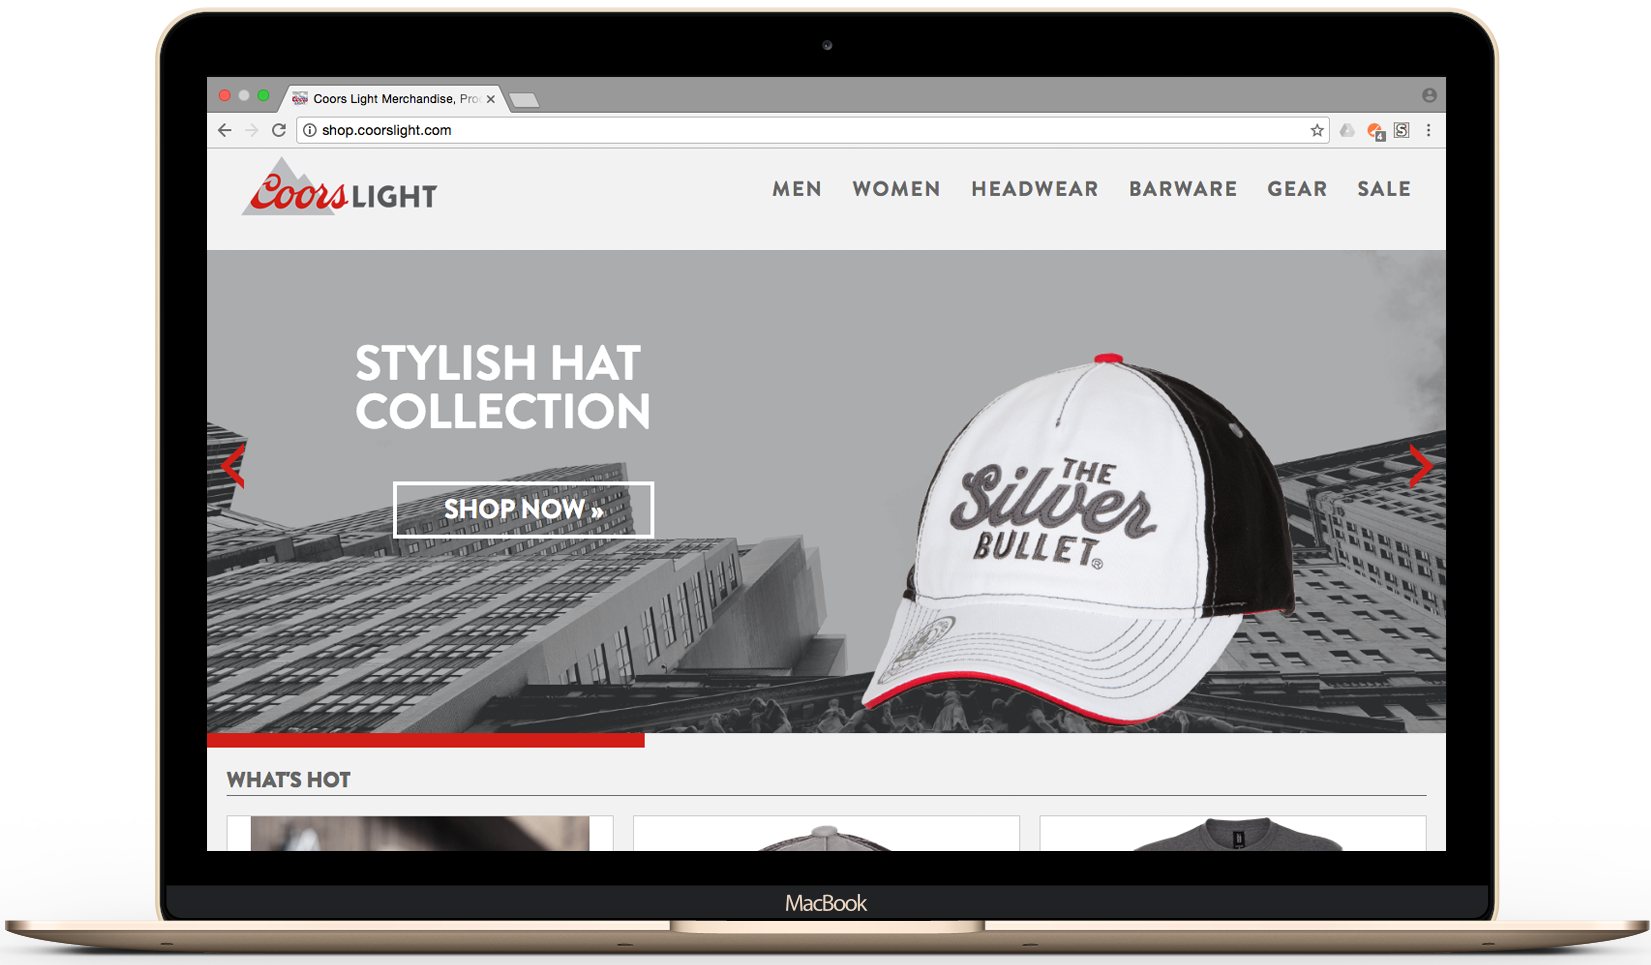 Coors Light Merchandise, Pro
shop.coorslight.com
4
S
Coors LIGHT
MEN WOMEN HEADWEAR BARWARE GEAR SALE
STYLISH HAT
COLLECTION
SHOP NOW »
THE
Silver
BULLET®
WHAT'S HOT
MacBook